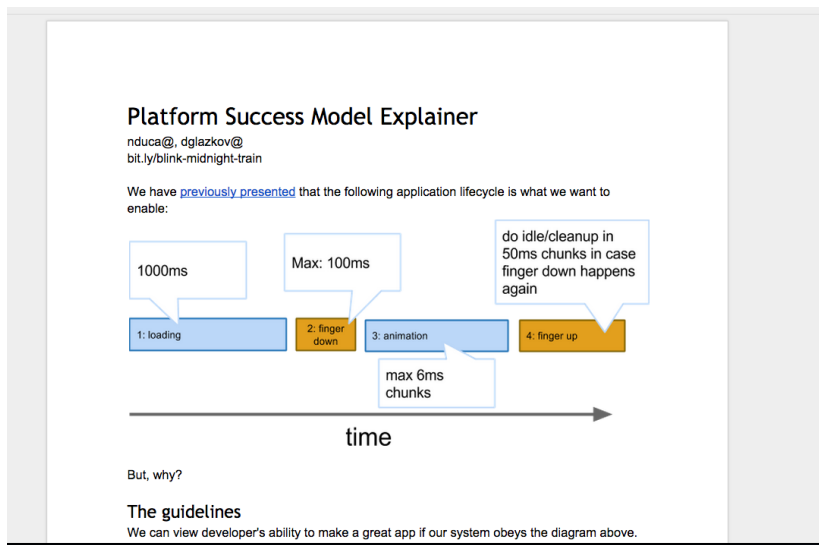 Platform Success Model Explainer
nduca@, dglazkov@
bit.ly/blink-midnight-train
We have previously presented that the following application lifecycle is what we want to
enable:
1000ms
Max: 100ms
do idle/cleanup in
50ms chunks in case
finger down happens
again
1: loading
2: finger
down
3: animation
4: finger up
max 6ms
chunks
time
But, why?
The guidelines
We can view developer's ability to make a great app if our system obeys the diagram above.